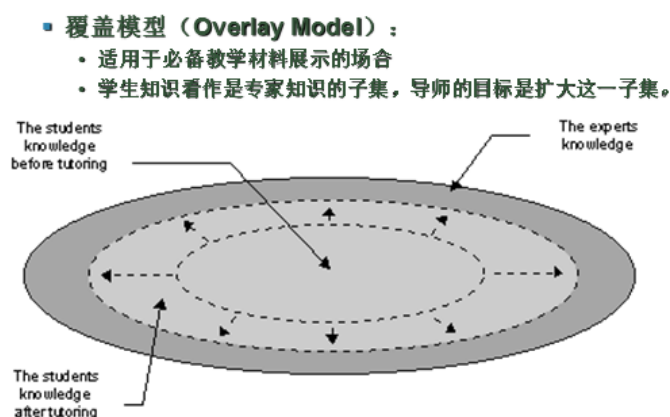 覆盖模型（Overlay Model）：
适用于必备教学材料展示的场合
学生知识看作是专家知识的子集，导师的目标是扩大这一子集。
The students
knowledge
before tutoring
The experts
knowledge
The students
knowledge
after tutoring